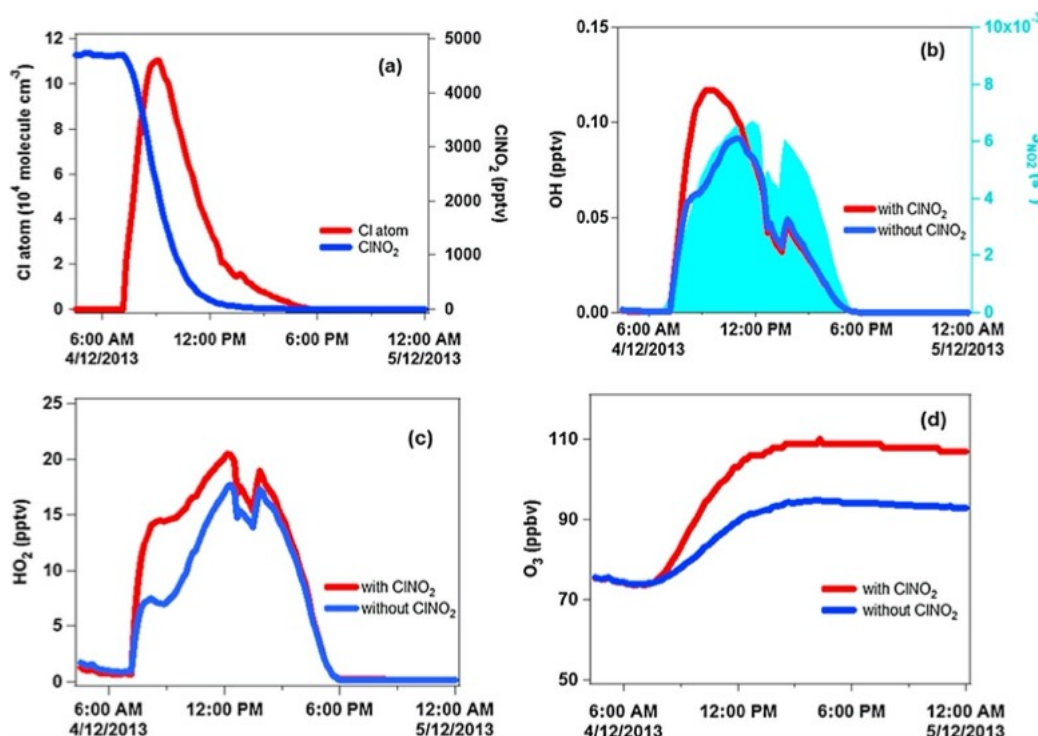 (a)
12
10
8
6
4
2
0
Cl atom (10⁴ molecule cm⁻³)
5000
4000
3000
2000
1000
0
ClNO₂ (pptv)
Cl atom
ClNO₂
6:00 AM 12:00 PM 6:00 PM 12:00 AM
4/12/2013 5/12/2013
(b)
0.15
0.10
0.05
0.00
OH (pptv)
8
6
4
2
0
with ClNO₂
without ClNO₂
6:00 AM 12:00 PM 6:00 PM 12:00 AM
4/12/2013 5/12/2013
(c)
25
20
15
10
5
0
HO₂ (pptv)
with ClNO₂
without ClNO₂
6:00 AM 12:00 PM 6:00 PM 12:00 AM
4/12/2013 5/12/2013
(d)
110
90
70
50
O₃ (ppbv)
with ClNO₂
without ClNO₂
6:00 AM 12:00 PM 6:00 PM 12:00 AM
4/12/2013 5/12/2013